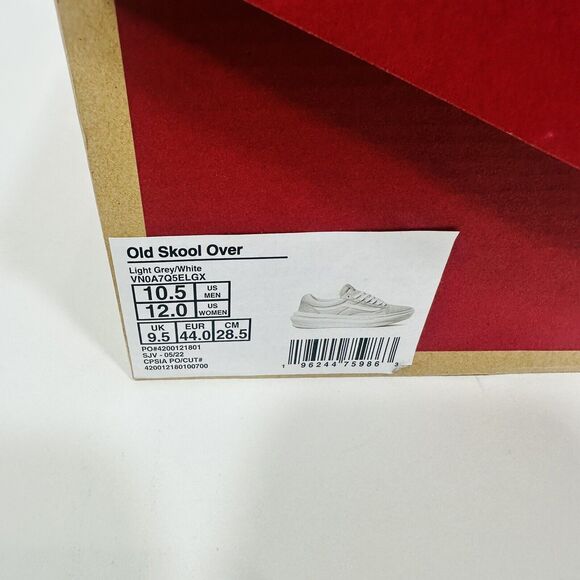 Old Skool Over
Light Grey/White
VN0A7Q5ELGX
10.5 US MEN
12.0 US WOMEN
UK EUR CM
9.5 44.0 28.5
PO#4200121801
SJV - 05/22
CPSIA PO/CUT#
420012180100700
1 96244 75986 3